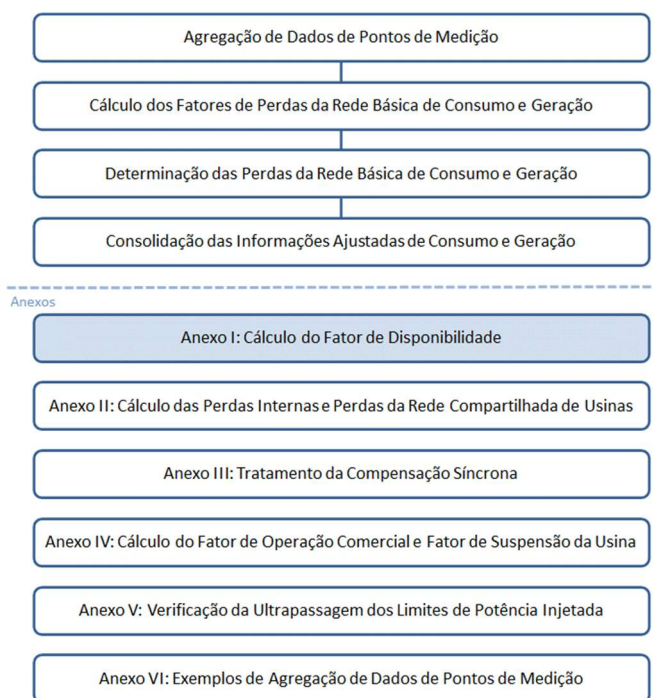 Agregação de Dados de Pontos de Medição
Cálculo dos Fatores de Perdas da Rede Básica de Consumo e Geração
Determinação das Perdas da Rede Básica de Consumo e Geração
Consolidação das Informações Ajustadas de Consumo e Geração
Anexos
Anexo I: Cálculo do Fator de Disponibilidade
Anexo II: Cálculo das Perdas Internas e Perdas da Rede Compartilhada de Usinas
Anexo III: Tratamento da Compensação Síncrona
Anexo IV: Cálculo do Fator de Operação Comercial e Fator de Suspensão da Usina
Anexo V: Verificação da Ultrapassagem dos Limites de Potência Injetada
Anexo VI: Exemplos de Agregação de Dados de Pontos de Medição